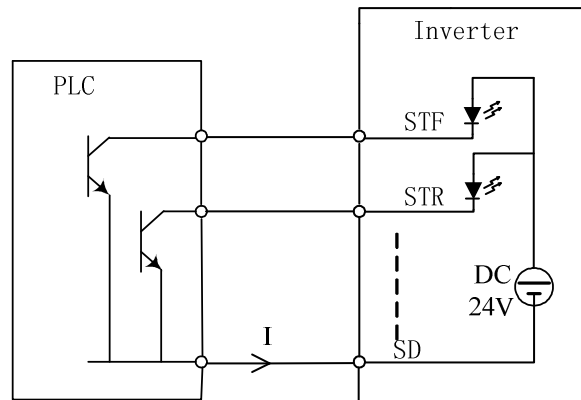 Inverter
PLC
STF
STR
DC
24V
I
SD